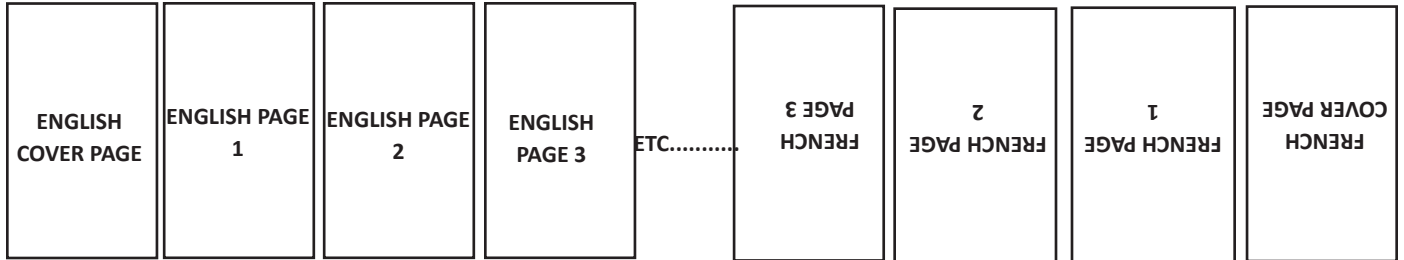 ENGLISH
COVER PAGE
ENGLISH PAGE
1
ENGLISH PAGE
2
ENGLISH
PAGE 3
ETC...........
FRENCH
PAGE 3
FRENCH PAGE
2
FRENCH PAGE
1
FRENCH
COVER PAGE